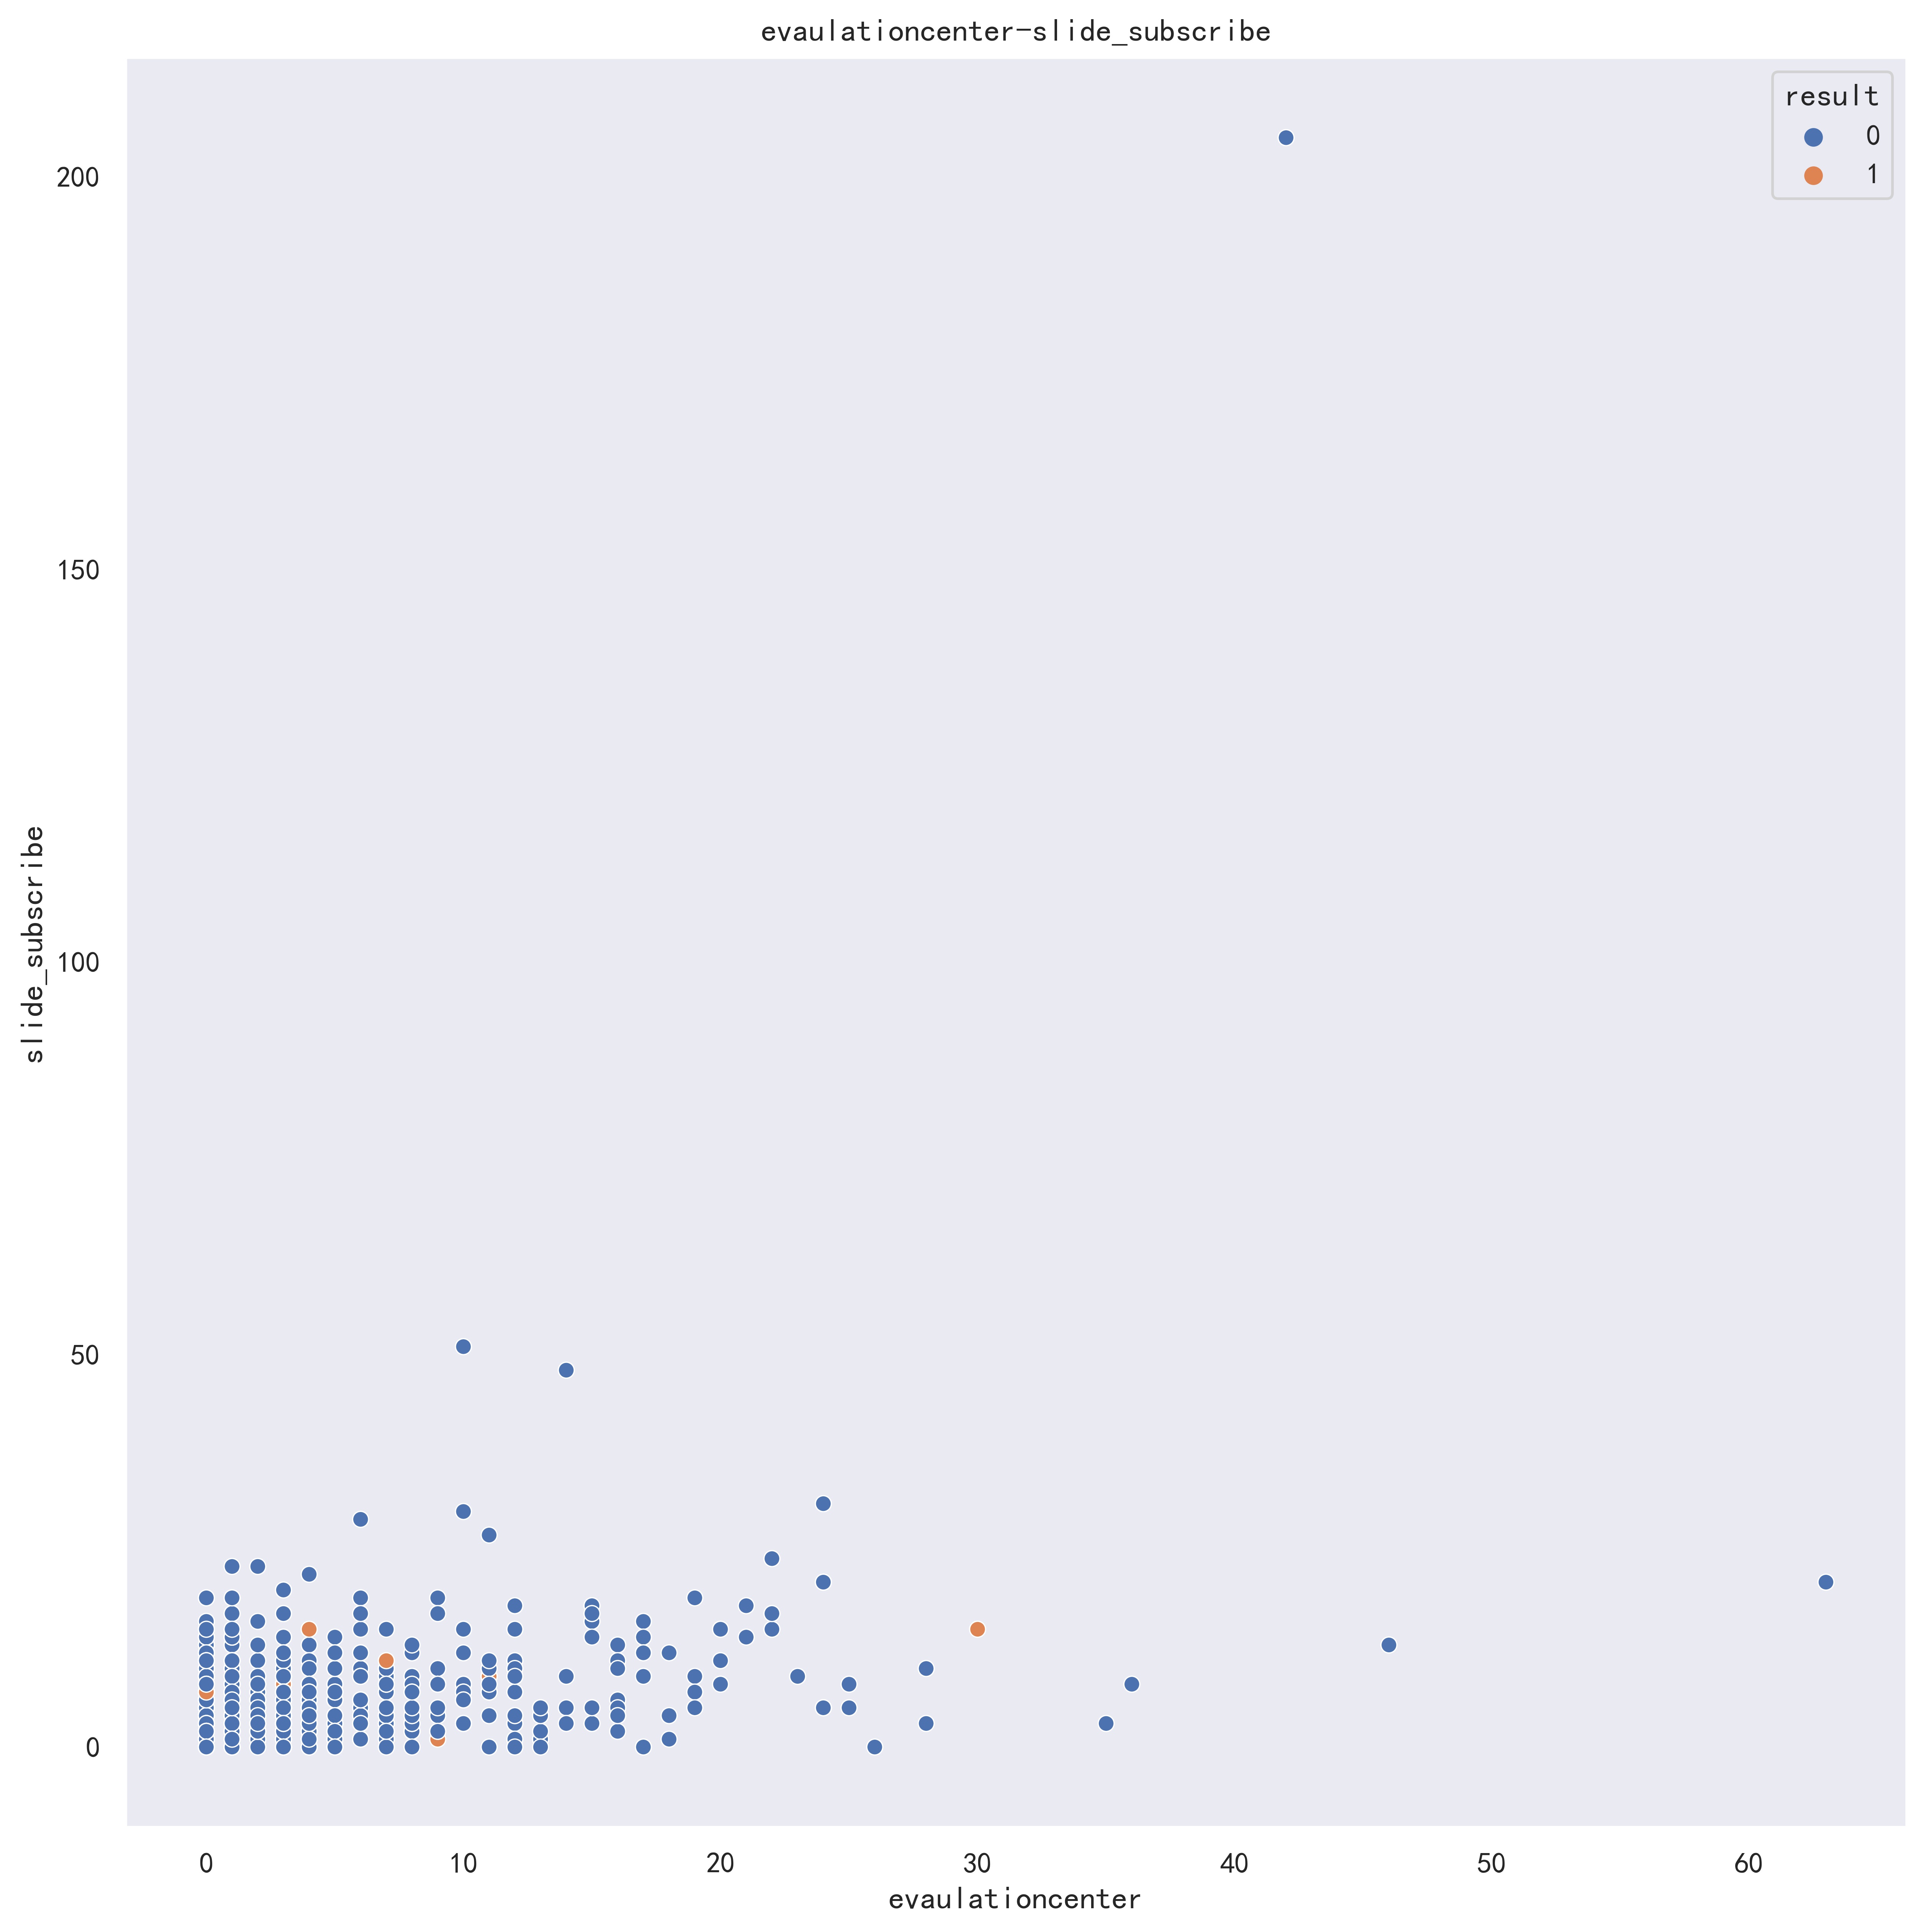 evaulationcenter-slide_subscribe
result
0
1
200
150
100
50
0
slide_subscribe
0 10 20 30 40 50 60
evaulationcenter